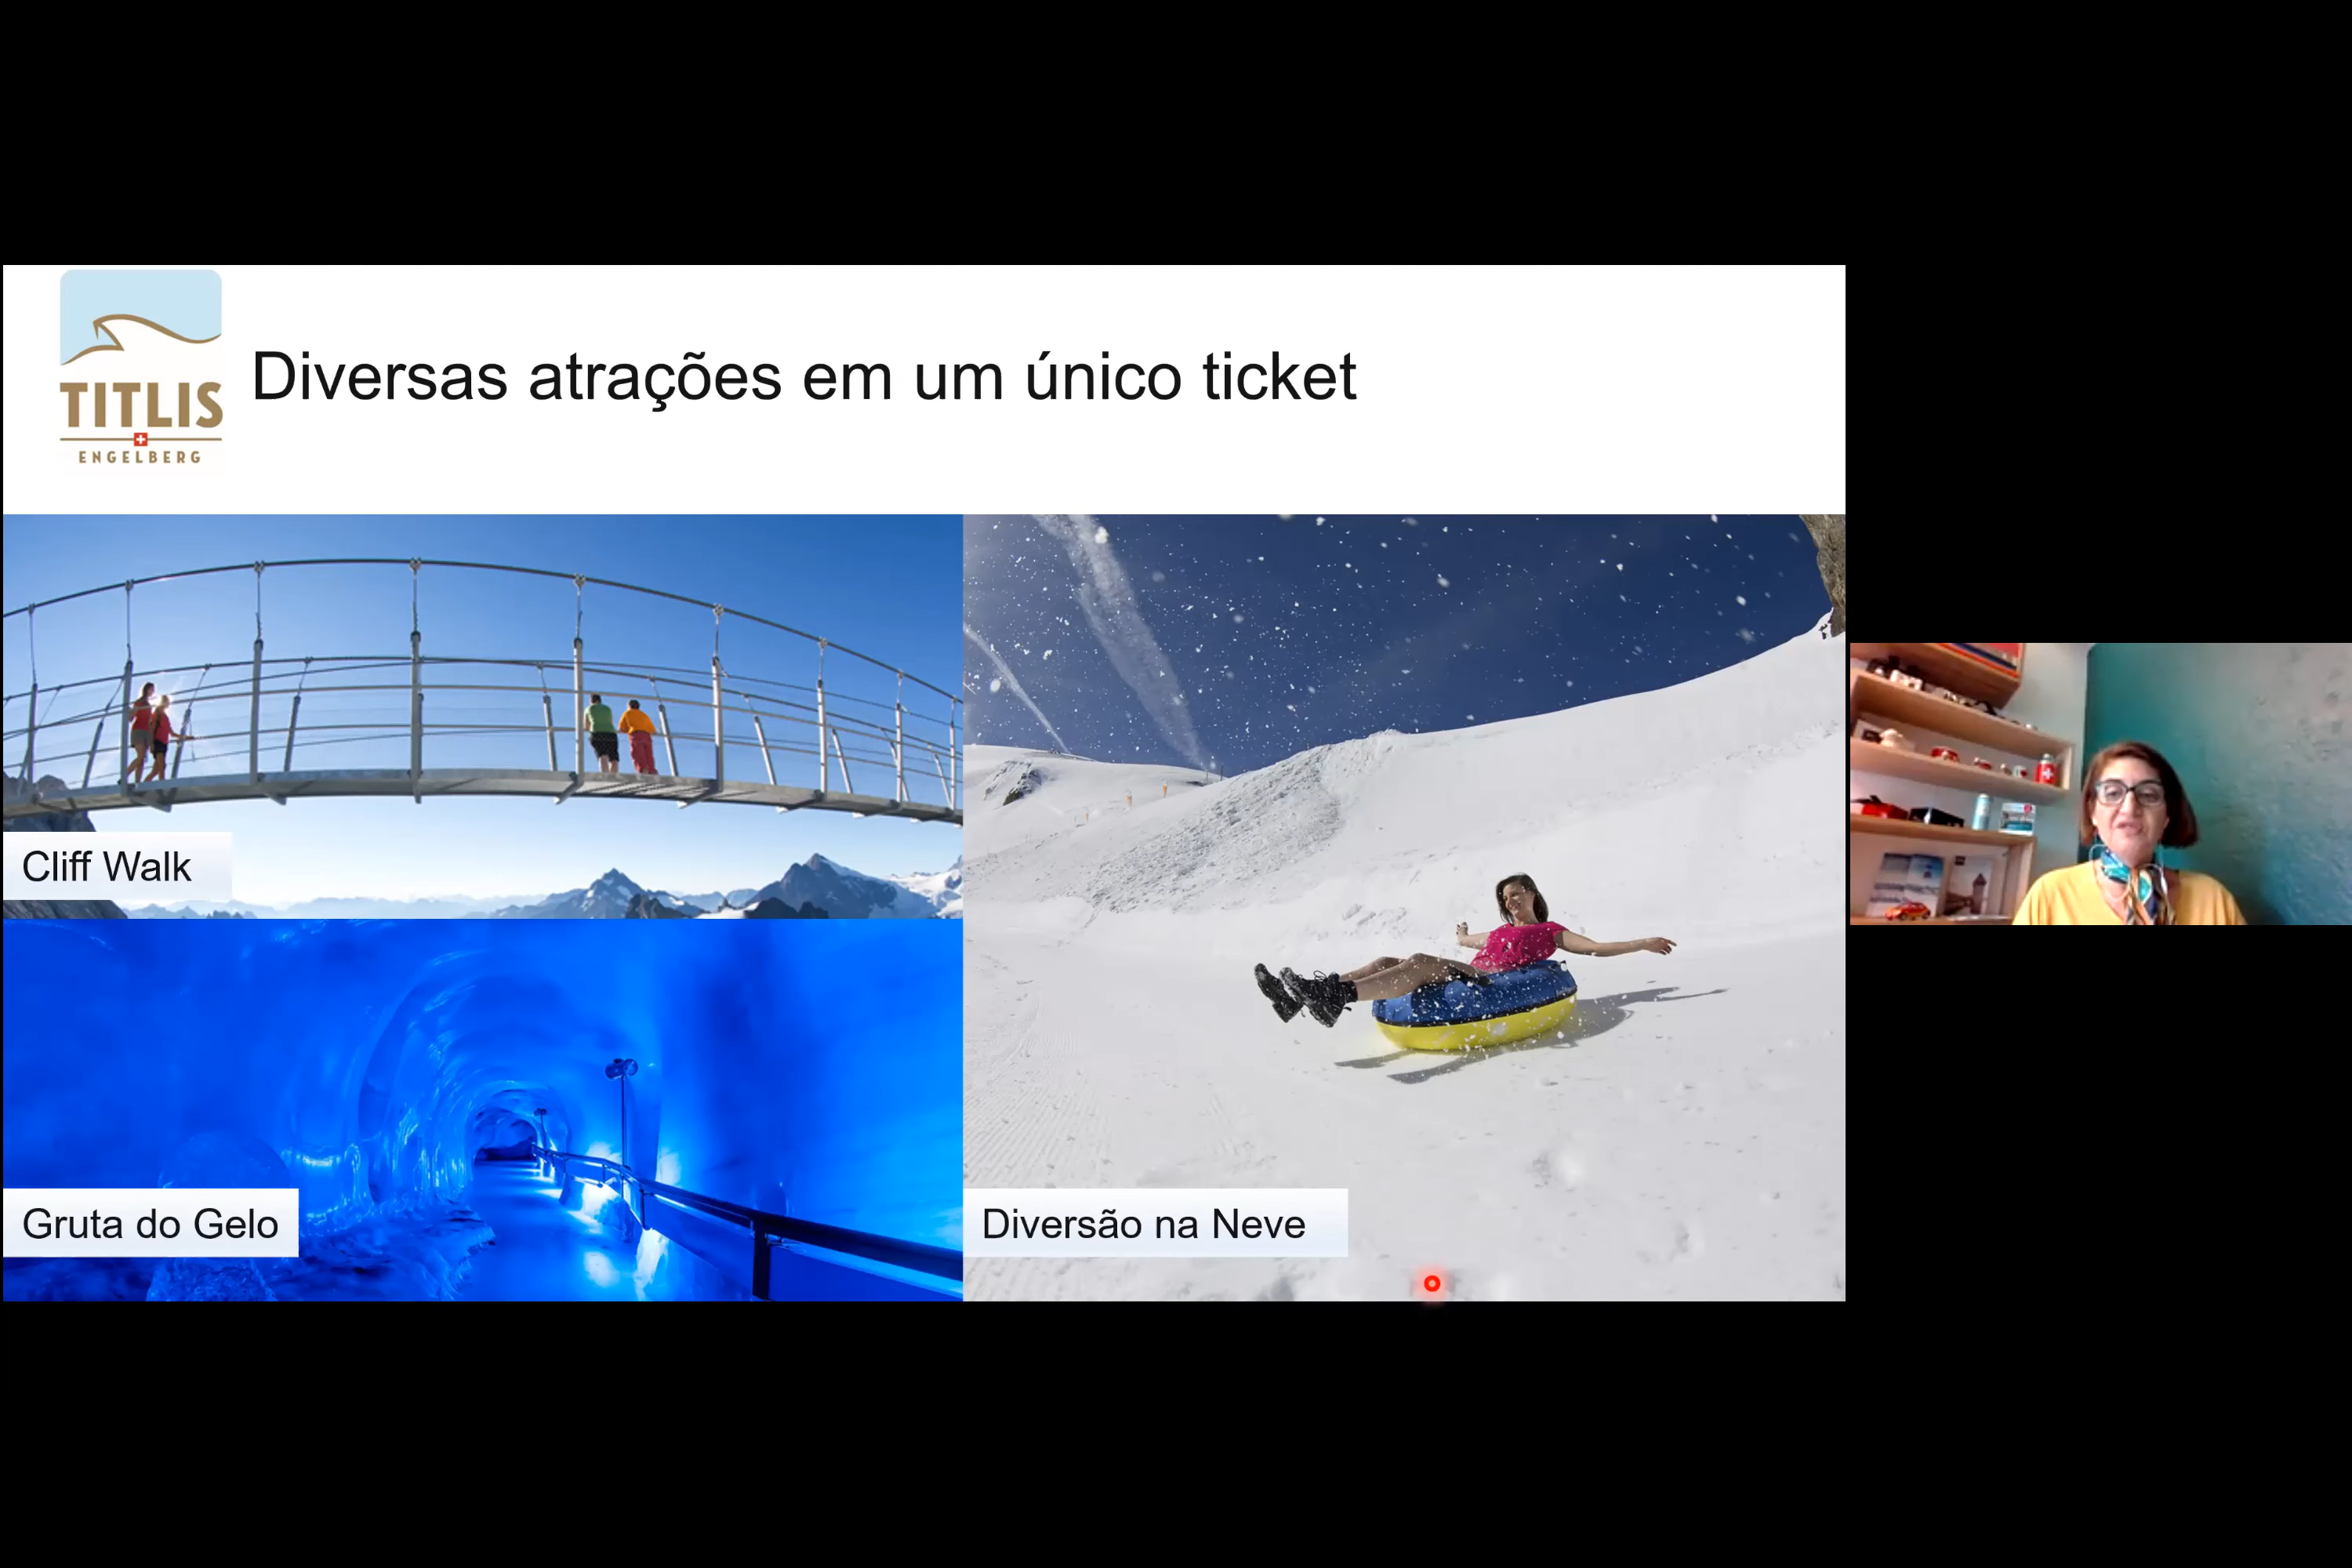 TITLIS
ENGELBERG
Diversas atrações em um único ticket
Cliff Walk
Gruta do Gelo
Diversão na Neve